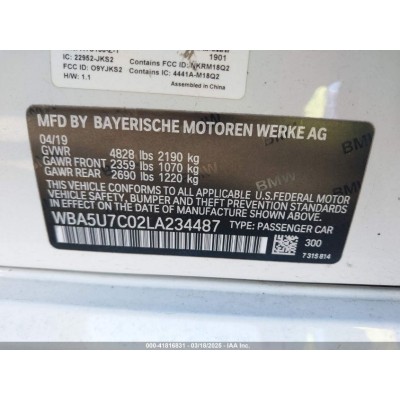 1901
IC: 22952-JKS2
Contains FCC ID: NKRM18Q2
FCC ID: O9YJKS2
Contains IC: 4441A-M18Q2
H/W: 1.1
Assembled in China
MFD BY BAYERISCHE MOTOREN WERKE AG
04/19
GVWR 4828 lbs 2190 kg
GAWR FRONT 2359 lbs 1070 kg
GAWR REAR 2690 lbs 1220 kg
THIS VEHICLE CONFORMS TO ALL APPLICABLE U.S.FEDERAL MOTOR
VEHICLE SAFETY, BUMPER, AND THEFT PREVENTION STANDARDS IN
EFFECT ON THE DATE OF MANUFACTURE SHOWN ABOVE.
WBA5U7C02LA234487 TYPE: PASSENGER CAR
300
7 315 814
000-41816831 - 03/18/2025 - IAAI